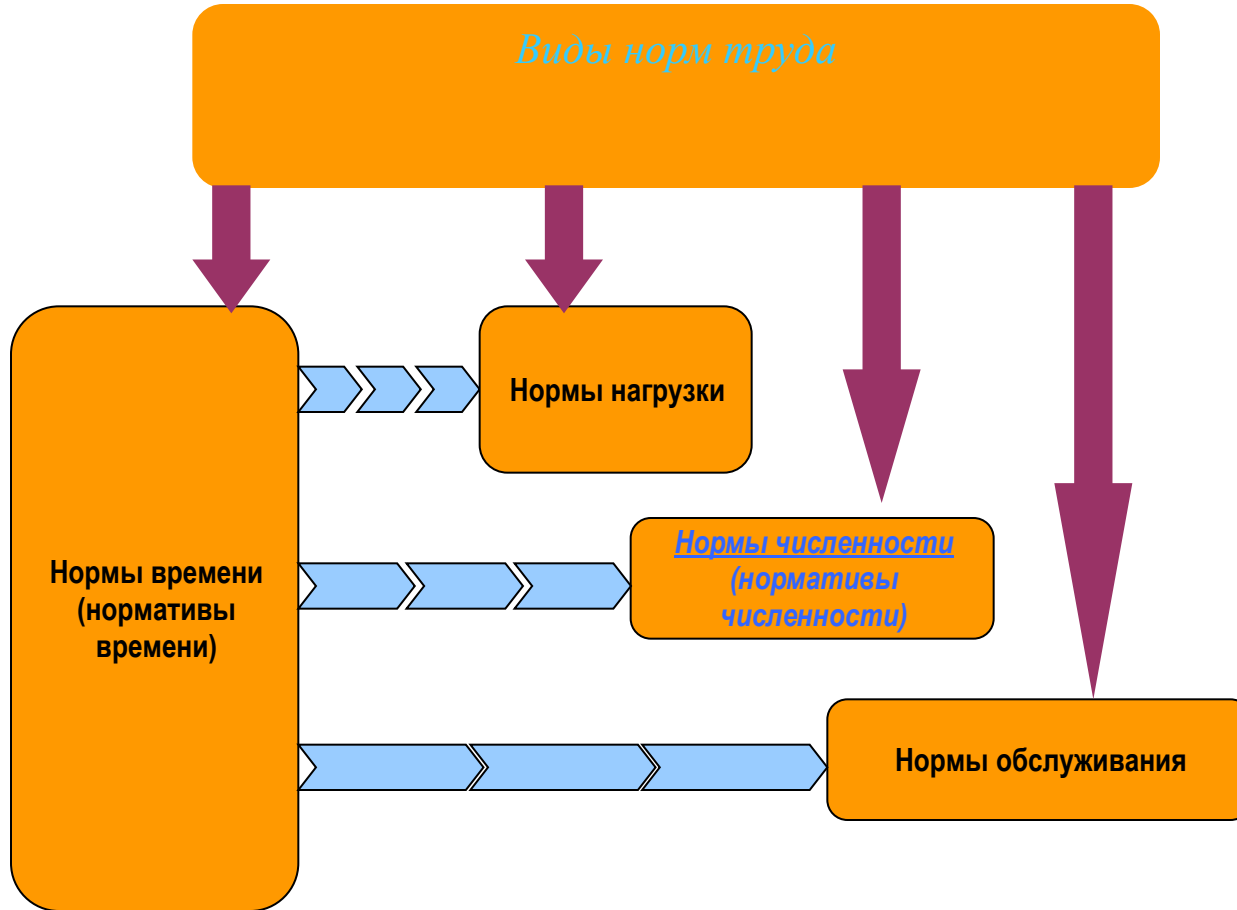 Виды норм труда
Нормы нагрузки
Нормы численности
(нормативы
численности)
Нормы времени
(нормативы
времени)
Нормы обслуживания